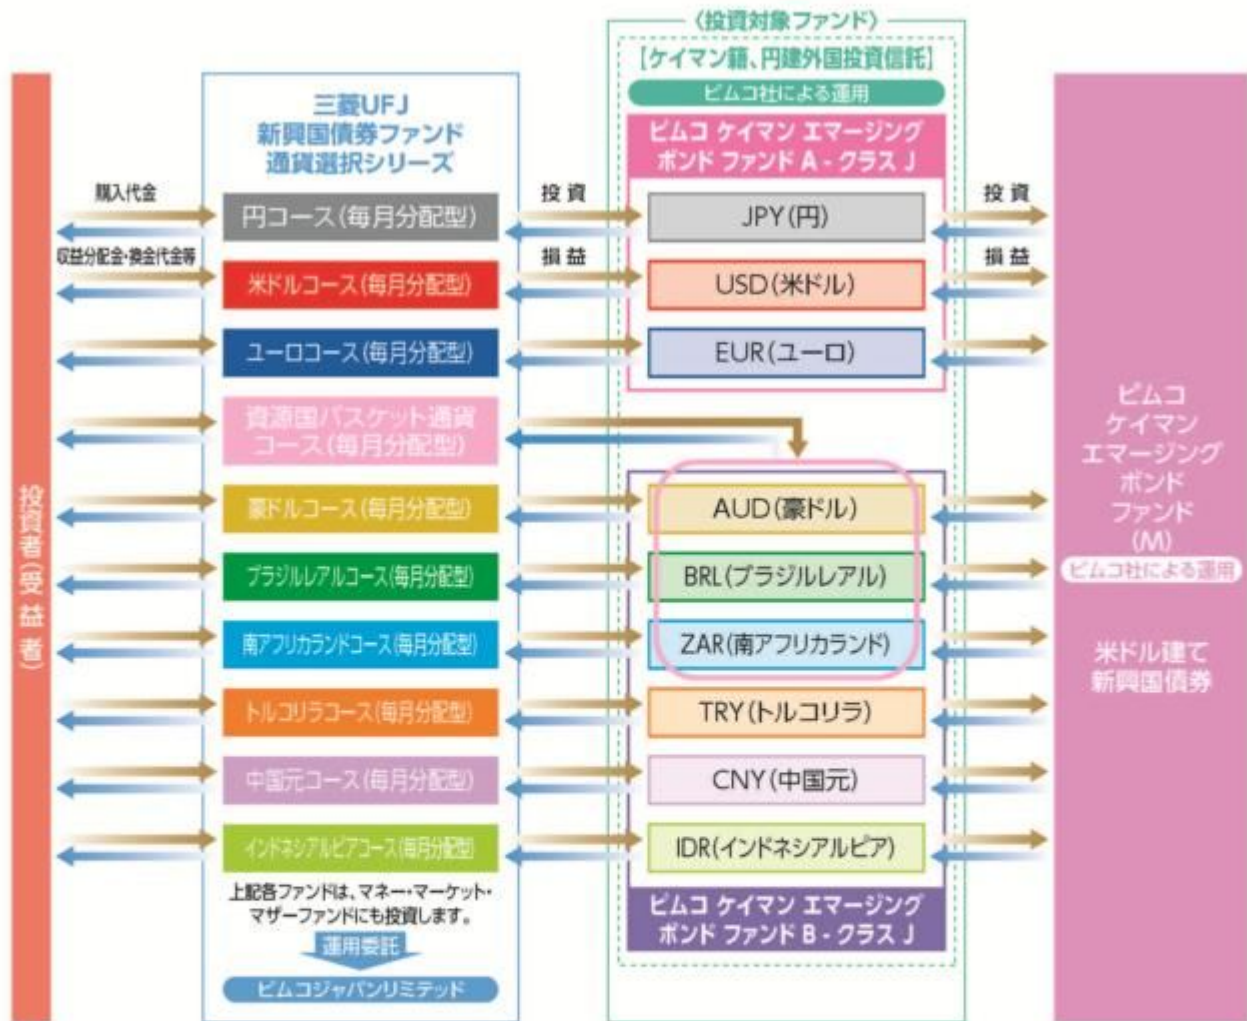 〈投資対象ファンド〉
【ケイマン籍、円建外国投資信託】
ピムコ社による運用
三菱UFJ
新興国債券ファンド
通貨選択シリーズ
ピムコ ケイマン エマージング
ボンド ファンド A - クラス J
購入代金
収益分配金・換金代金等
円コース(毎月分配型)
米ドルコース(毎月分配型)
ユーロコース(毎月分配型)
資源国バスケット通貨
コース(毎月分配型)
豪ドルコース(毎月分配型)
ブラジルレアルコース(毎月分配型)
南アフリカランドコース(毎月分配型)
トルコリラコース(毎月分配型)
中国元コース(毎月分配型)
インドネシアルピアコース(毎月分配型)
上記各ファンドは、マネー・マーケット・
マザーファンドにも投資します。
運用委託
ピムコジャパンリミテッド
投資
損益
JPY(円)
USD(米ドル)
EUR(ユーロ)
AUD(豪ドル)
BRL(ブラジルレアル)
ZAR(南アフリカランド)
TRY(トルコリラ)
CNY(中国元)
IDR(インドネシアルピア)
ピムコ ケイマン エマージング
ボンド ファンド B - クラス J
投資
損益
投資者(受益者)
ピムコ
ケイマン
エマージング
ボンド
ファンド
(M)
ピムコ社による運用
米ドル建て
新興国債券